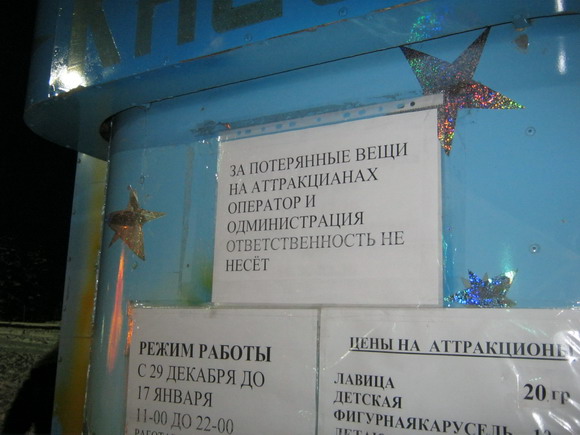 ЗА ПОТЕРЯННЫЕ ВЕЩИ
НА АТТРАКЦИАНАХ
ОПЕРАТОР И
ОДМИНИСТРАЦИЯ
ОТВЕТСТВЕННОСТЬ НЕ
НЕСЁТ
РЕЖИМ РАБОТЫ
С 29 ДЕКАБРЯ ДО
17 ЯНВАРЯ
11-00 ДО 22-00
ЦЕНЫ НА АТТРАКЦИОНЫ
ЛАВИЦА 20 гр
ДЕТСКАЯ
ФИГУРНАЯКАРУСЕЛЬ